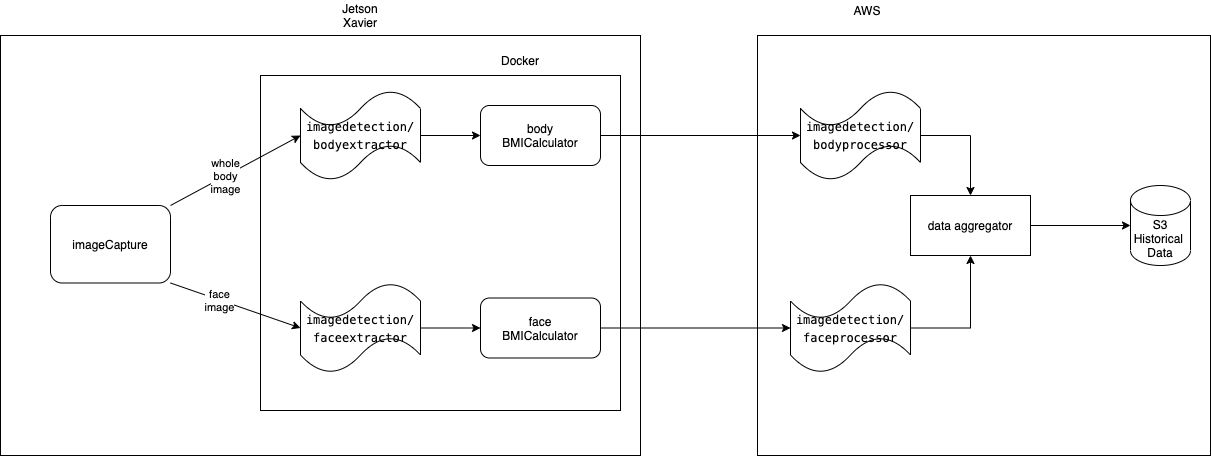 Jetson
Xavier
AWS
Docker
imagedetection/
bodyextractor
body
BMICalculator
imagedetection/
bodyprocessor
whole
body
image
imageCapture
data aggregator
S3
Historical
Data
face
image
imagedetection/
faceextractor
face
BMICalculator
imagedetection/
faceprocessor